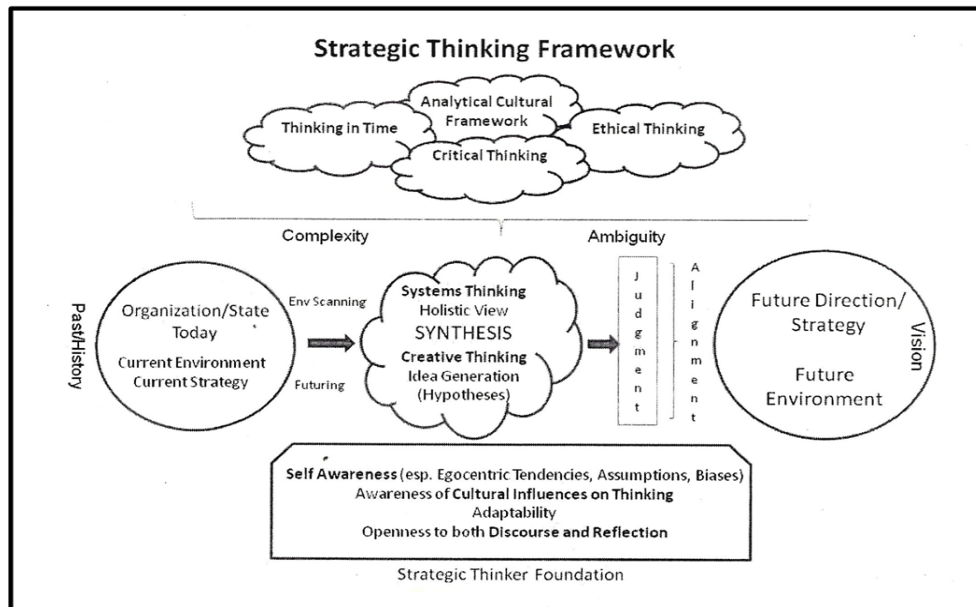 Strategic Thinking Framework
Analytical Cultural
Framework
Thinking in Time
Ethical Thinking
Critical Thinking
Complexity
Ambiguity
Past/History
Organization/State
Today
Current Environment
Current Strategy
Env Scanning
Futuring
Systems Thinking
Holistic View
SYNTHESIS
Creative Thinking
Idea Generation
(Hypotheses)
Judgment
Alignment
Future Direction/
Strategy
Future
Environment
Vision
Self Awareness (esp. Egocentric Tendencies, Assumptions, Biases)
Awareness of Cultural Influences on Thinking
Adaptability
Openness to both Discourse and Reflection
Strategic Thinker Foundation